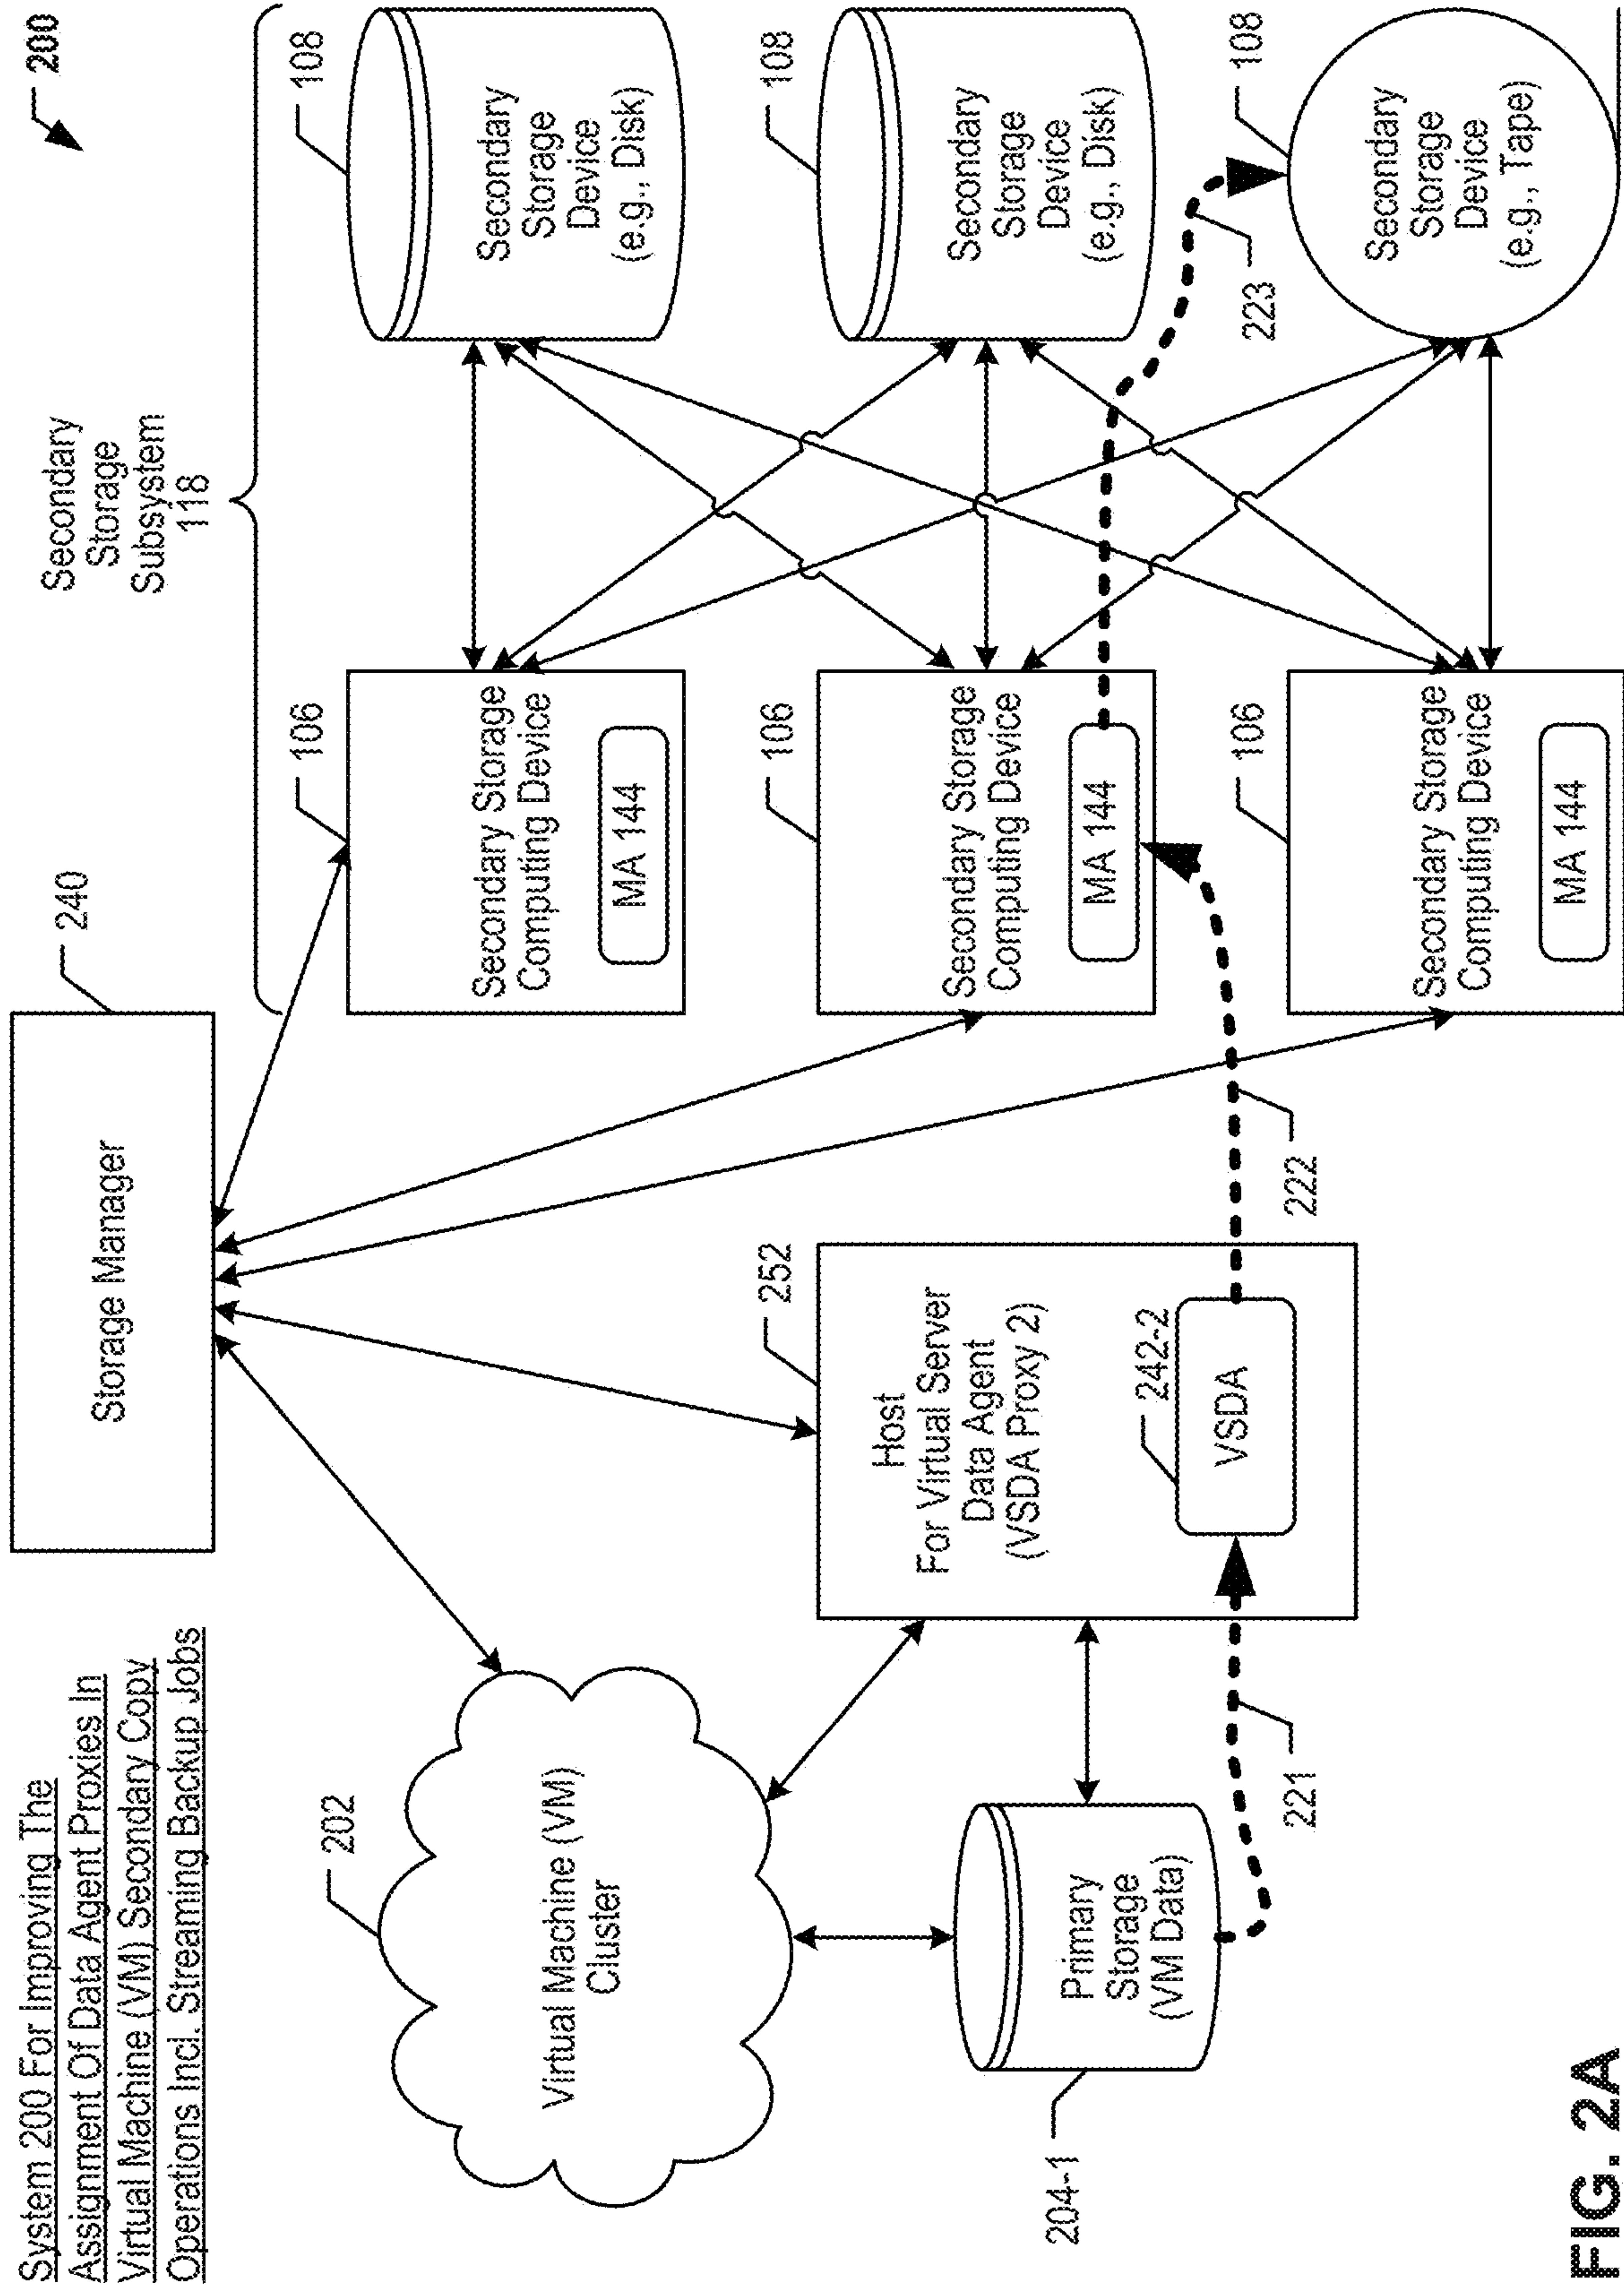 System 200 For Improving The
Assignment Of Data Agent Proxies In
Virtual Machine (VM) Secondary Copy
Operations Incl. Streaming Backup Jobs
200
Storage Manager
240
Secondary
Storage
Subsystem
118
202
Virtual Machine (VM)
Cluster
106
Secondary Storage
Computing Device
MA 144
108
Secondary
Storage
Device
(e.g., Disk)
204-1
Primary
Storage
(VM Data)
252
Host
For Virtual Server
Data Agent
(VSDA Proxy 2)
242-2
VSDA
106
Secondary Storage
Computing Device
MA 144
108
Secondary
Storage
Device
(e.g., Disk)
221
222
223
106
Secondary Storage
Computing Device
MA 144
108
Secondary
Storage
Device
(e.g., Tape)
FIG. 2A